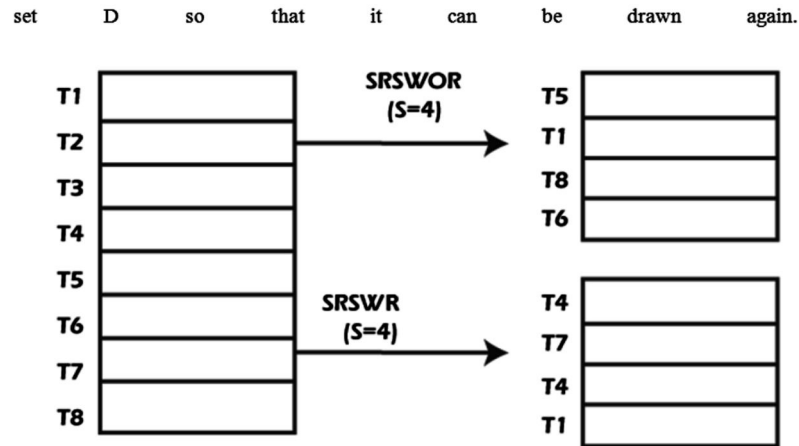 set D so that it can be drawn again.
T1
T2
T3
T4
T5
T6
T7
T8
SRSWOR
(S=4)
SRSWR
(S=4)
T5
T1
T8
T6
T4
T7
T4
T1